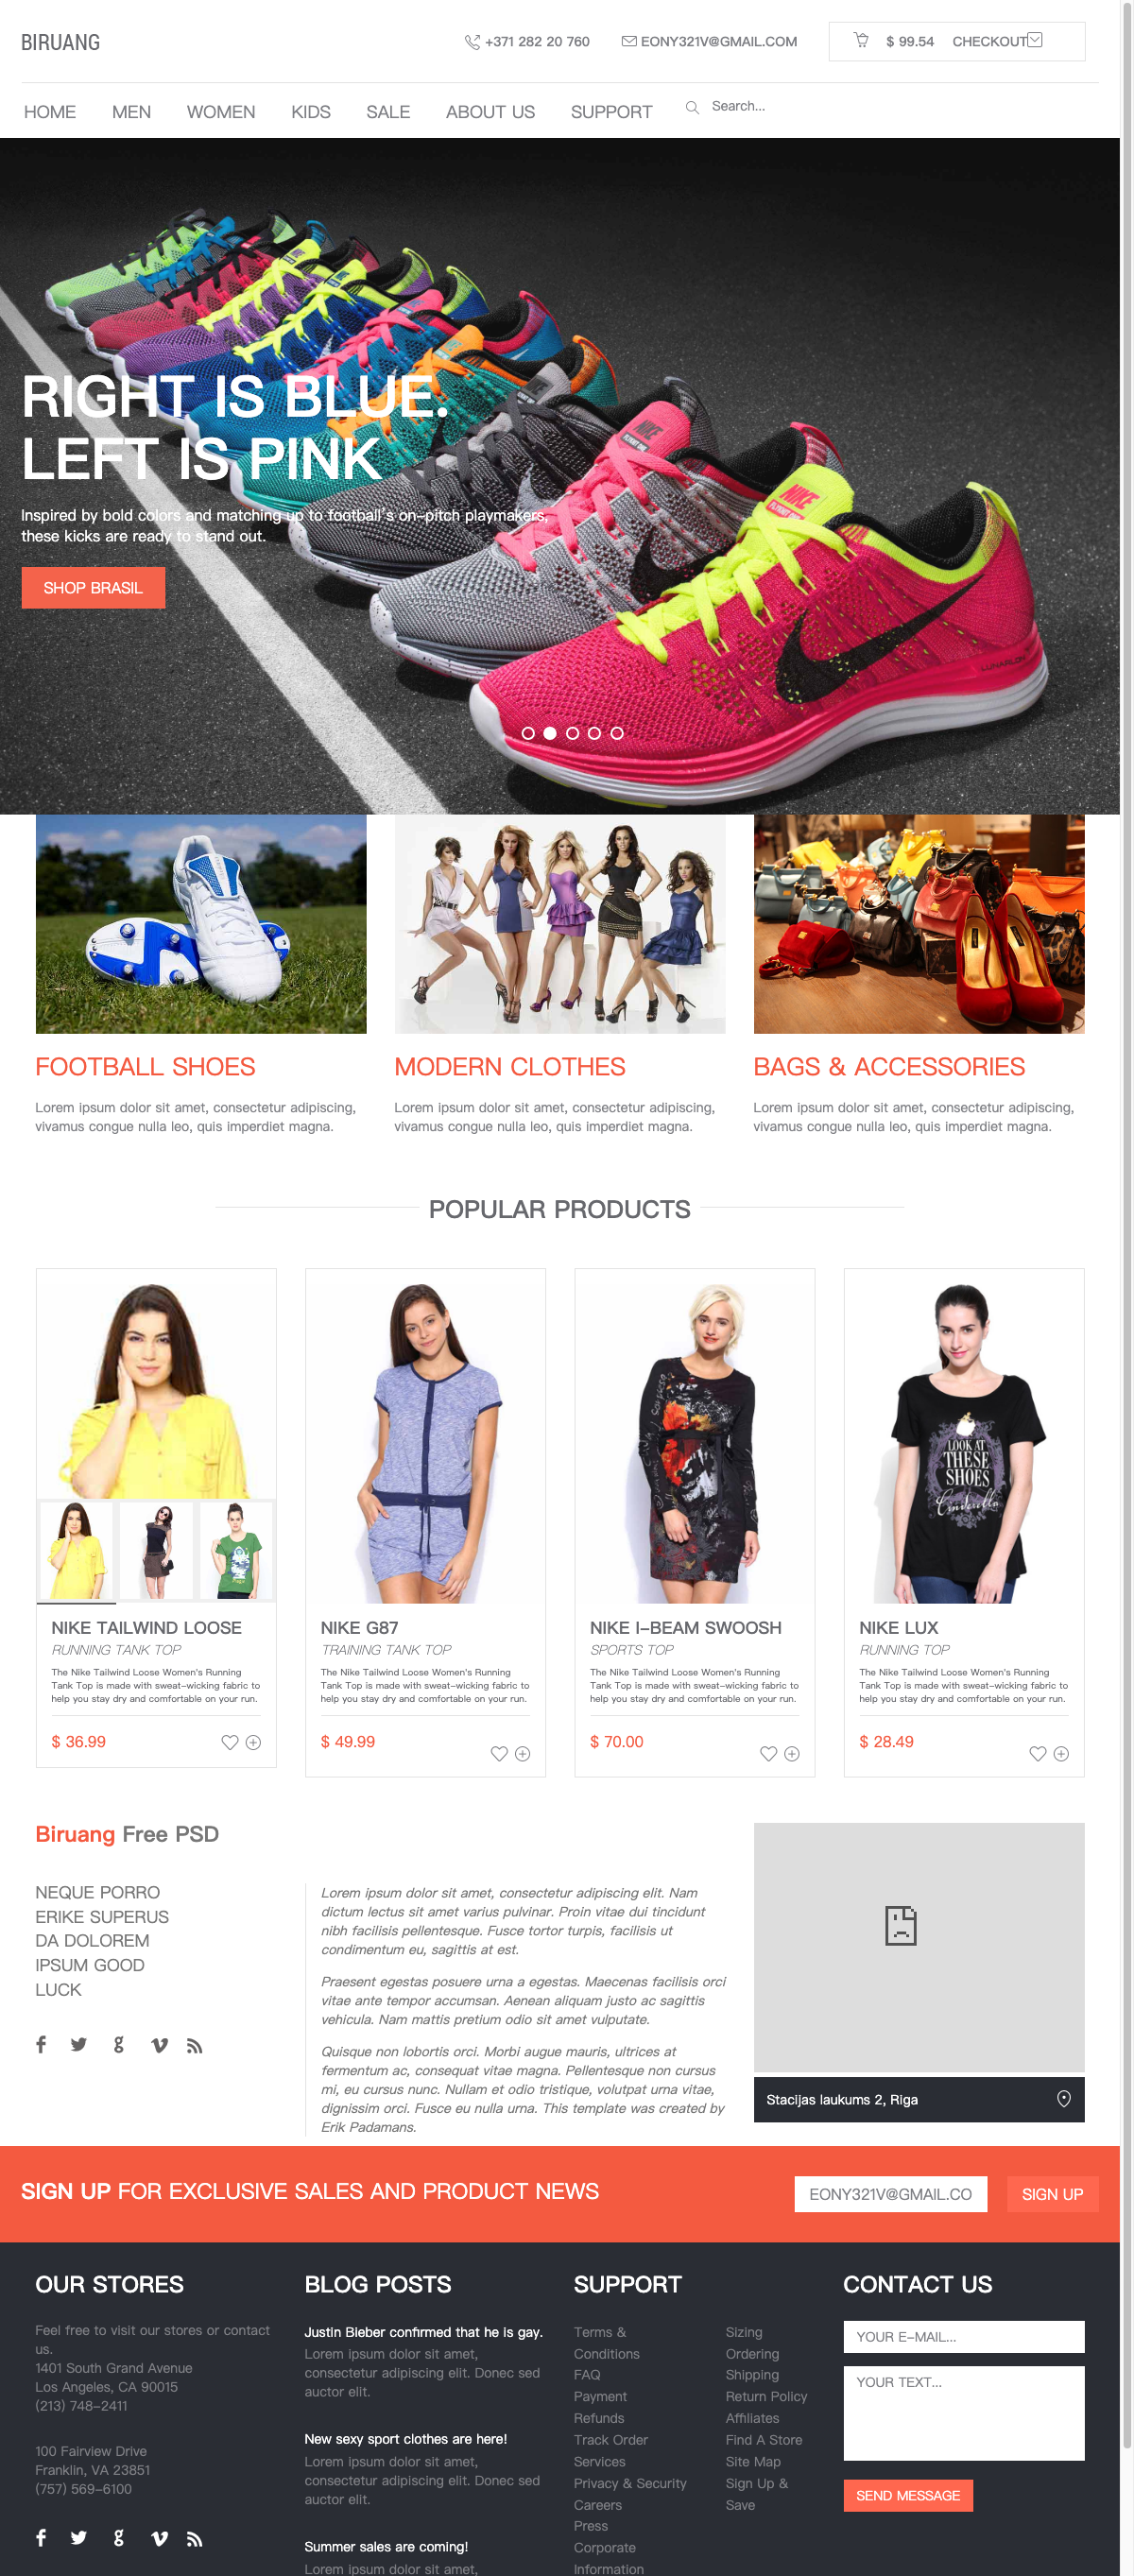 BIRUANG
+371 282 20 760
EONY321V@GMAIL.COM
$ 99.54
CHECKOUT
HOME MEN WOMEN KIDS SALE ABOUT US SUPPORT Search...
RIGHT IS BLUE.
LEFT IS PINK
Inspired by bold colors and matching up to football's on-pitch playmakers,
these kicks are ready to stand out.
SHOP BRASIL
NIKE
FLYKNIT ONE
NIKE
LUNARLON
FOOTBALL SHOES
Lorem ipsum dolor sit amet, consectetur adipiscing,
vivamus congue nulla leo, quis imperdiet magna.
MODERN CLOTHES
Lorem ipsum dolor sit amet, consectetur adipiscing,
vivamus congue nulla leo, quis imperdiet magna.
BAGS & ACCESSORIES
Lorem ipsum dolor sit amet, consectetur adipiscing,
vivamus congue nulla leo, quis imperdiet magna.
POPULAR PRODUCTS
NIKE TAILWIND LOOSE
RUNNING TANK TOP
The Nike Tailwind Loose Women's Running
Tank Top is made with sweat-wicking fabric to
help you stay dry and comfortable on your run.
$ 36.99
NIKE G87
TRAINING TANK TOP
The Nike Tailwind Loose Women's Running
Tank Top is made with sweat-wicking fabric to
help you stay dry and comfortable on your run.
$ 49.99
NIKE I-BEAM SWOOSH
SPORTS TOP
The Nike Tailwind Loose Women's Running
Tank Top is made with sweat-wicking fabric to
help you stay dry and comfortable on your run.
$ 70.00
LOOK AT
THESE
SHOES
Cinderella
NIKE LUX
RUNNING TOP
The Nike Tailwind Loose Women's Running
Tank Top is made with sweat-wicking fabric to
help you stay dry and comfortable on your run.
$ 28.49
Biruang Free PSD
NEQUE PORRO
ERIKE SUPERUS
DA DOLOREM
IPSUM GOOD
LUCK
Lorem ipsum dolor sit amet, consectetur adipiscing elit. Nam
dictum lectus sit amet varius pulvinar. Proin vitae dui tincidunt
nibh facilisis pellentesque. Fusce tortor turpis, facilisis ut
condimentum eu, sagittis at est.
Praesent egestas posuere urna a egestas. Maecenas facilisis orci
vitae ante tempor accumsan. Aenean aliquam justo ac sagittis
vehicula. Nam mattis pretium odio sit amet vulputate.
Quisque non lobortis orci. Morbi augue mauris, ultrices at
fermentum ac, consequat vitae magna. Pellentesque non cursus
mi, eu cursus nunc. Nullam et odio tristique, volutpat urna vitae,
dignissim orci. Fusce eu nulla urna. This template was created by
Erik Padamans.
Stacijas laukums 2, Riga
SIGN UP FOR EXCLUSIVE SALES AND PRODUCT NEWS
EONY321V@GMAIL.CO
SIGN UP
OUR STORES
Feel free to visit our stores or contact
us.
1401 South Grand Avenue
Los Angeles, CA 90015
(213) 748-2411
100 Fairview Drive
Franklin, VA 23851
(757) 569-6100
BLOG POSTS
Justin Bieber confirmed that he is gay.
Lorem ipsum dolor sit amet,
consectetur adipiscing elit. Donec sed
auctor elit.
New sexy sport clothes are here!
Lorem ipsum dolor sit amet,
consectetur adipiscing elit. Donec sed
auctor elit.
Summer sales are coming!
Lorem ipsum dolor sit amet,
SUPPORT
Terms &
Conditions
FAQ
Payment
Refunds
Track Order
Services
Privacy & Security
Careers
Press
Corporate
Information
Sizing
Ordering
Shipping
Return Policy
Affiliates
Find A Store
Site Map
Sign Up &
Save
CONTACT US
YOUR E-MAIL...
YOUR TEXT...
SEND MESSAGE